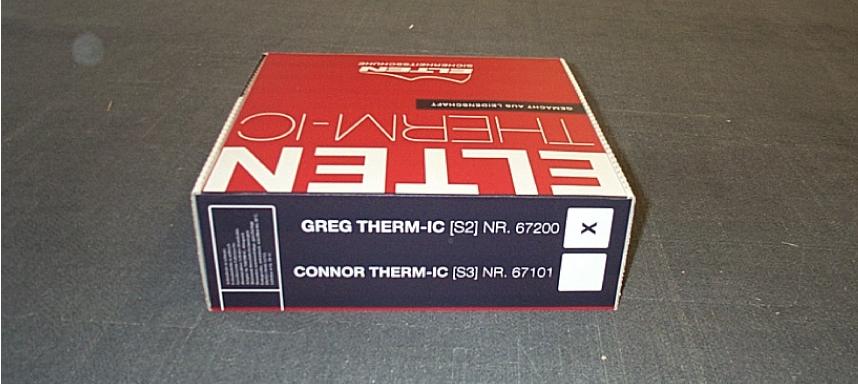 ELTEN
SICHERHEITSSCHUHE
GEMACHT AUS LEIDENSCHAFT
THERM-IC
ELTEN
GREG THERM-IC [S2] NR. 67200 X
CONNOR THERM-IC [S3] NR. 67101